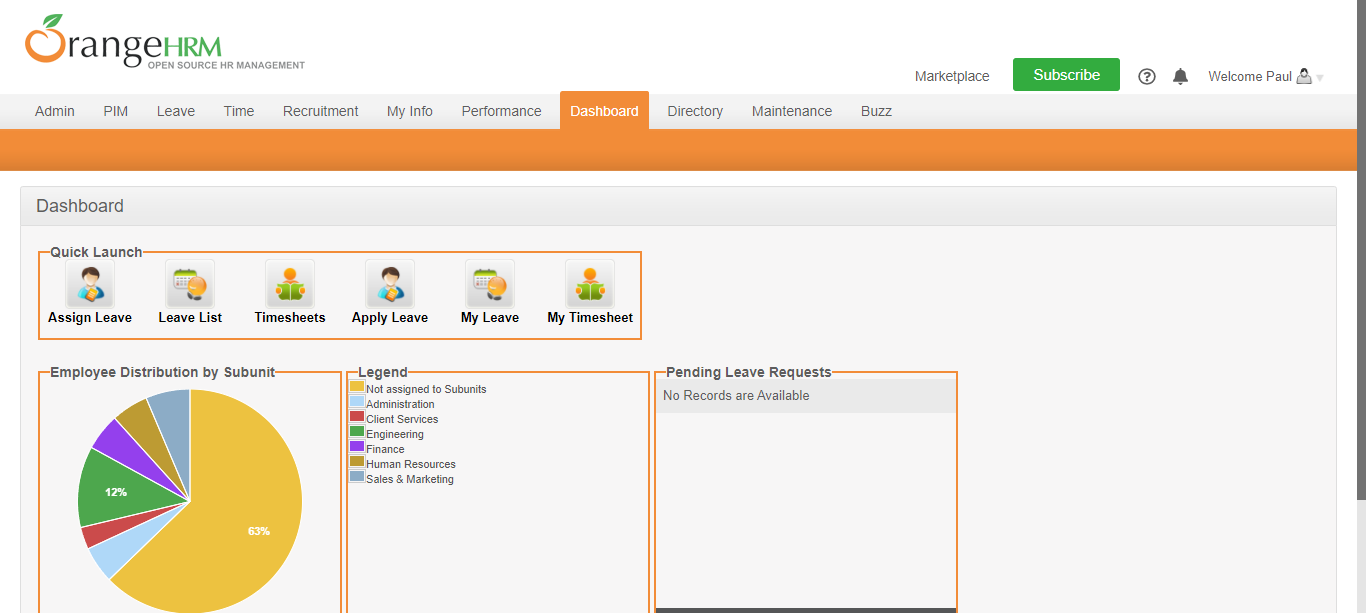 OrangeHRM
OPEN SOURCE HR MANAGEMENT
Marketplace Subscribe ? Welcome Paul
Admin PIM Leave Time Recruitment My Info Performance Dashboard Directory Maintenance Buzz
Dashboard
Quick Launch
Assign Leave Leave List Timesheets Apply Leave My Leave My Timesheet
Employee Distribution by Subunit
12%
63%
Legend
Not assigned to Subunits
Administration
Client Services
Engineering
Finance
Human Resources
Sales & Marketing
Pending Leave Requests
No Records are Available